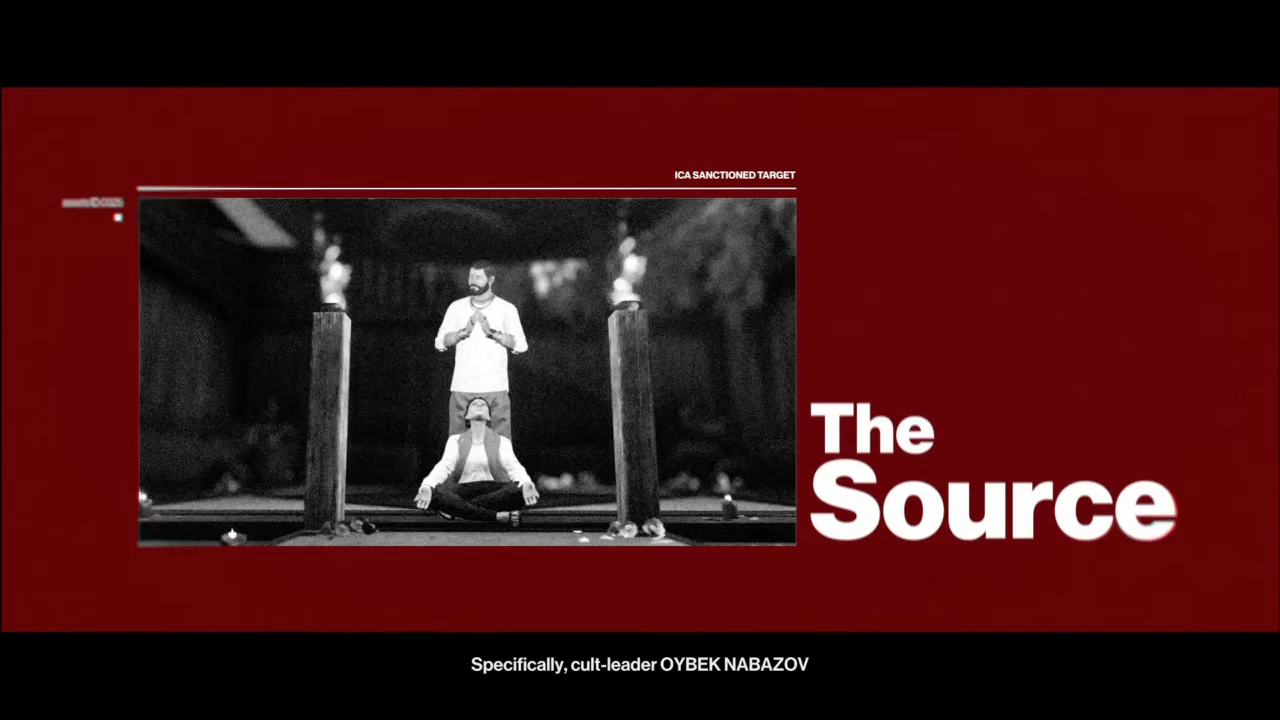 ICA SANCTIONED TARGET
The
Source
Specifically, cult-leader OYBEK NABAZOV